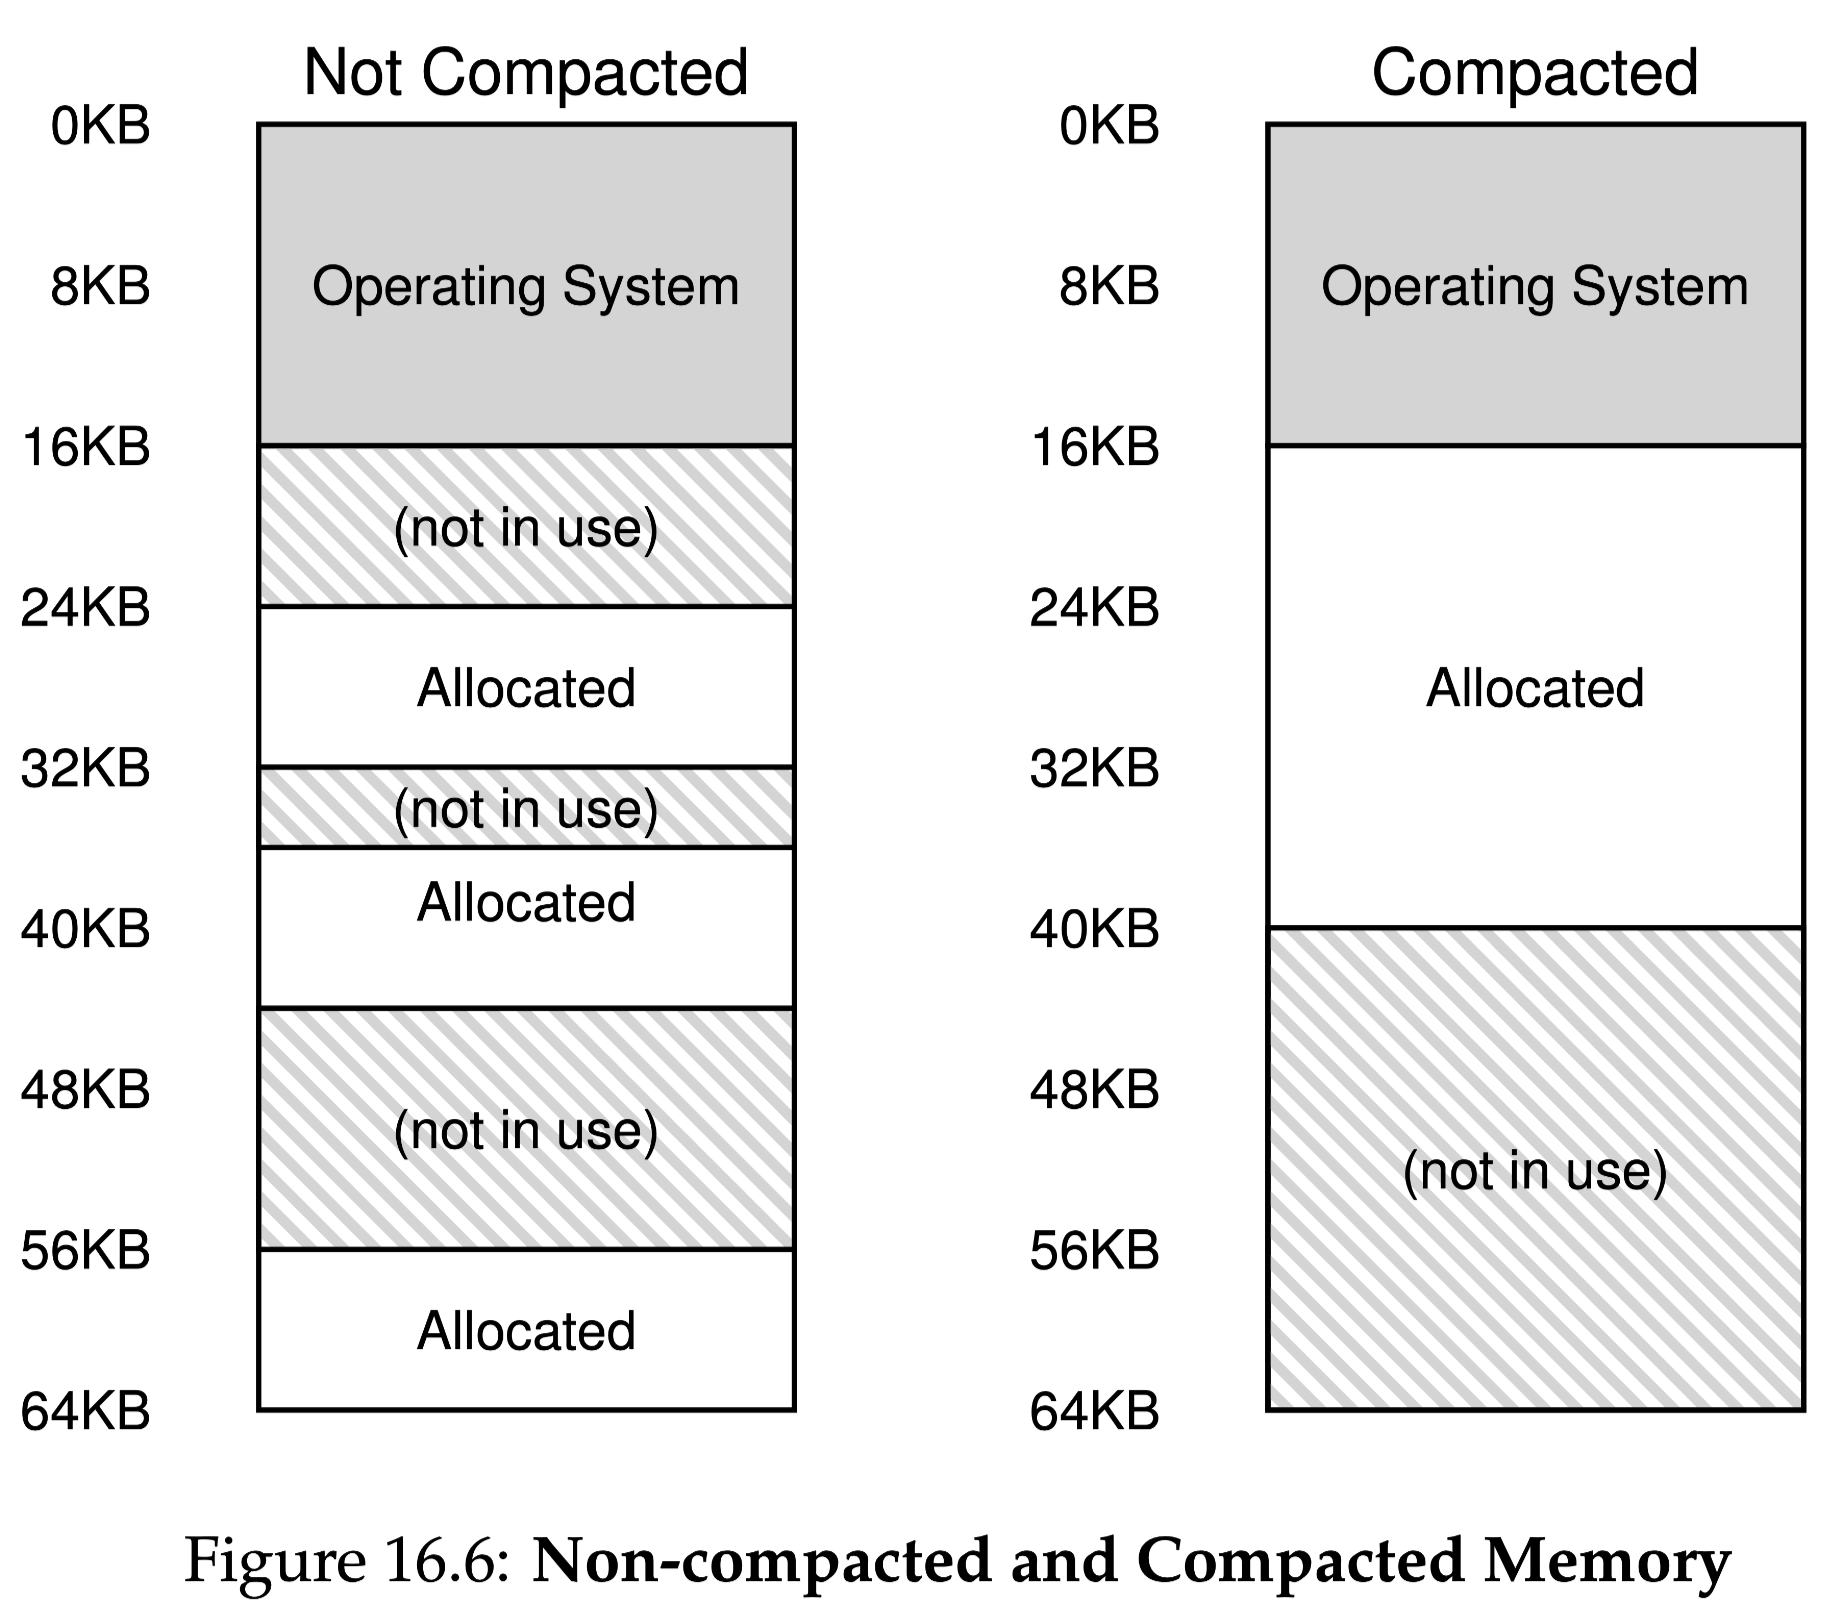 Not Compacted
0KB
Operating System
8KB
16KB
(not in use)
24KB
Allocated
32KB
(not in use)
Allocated
40KB
48KB
(not in use)
56KB
Allocated
64KB
Compacted
0KB
8KB
Operating System
16KB
24KB
Allocated
32KB
40KB
48KB
(not in use)
56KB
64KB
Figure 16.6: Non-compacted and Compacted Memory